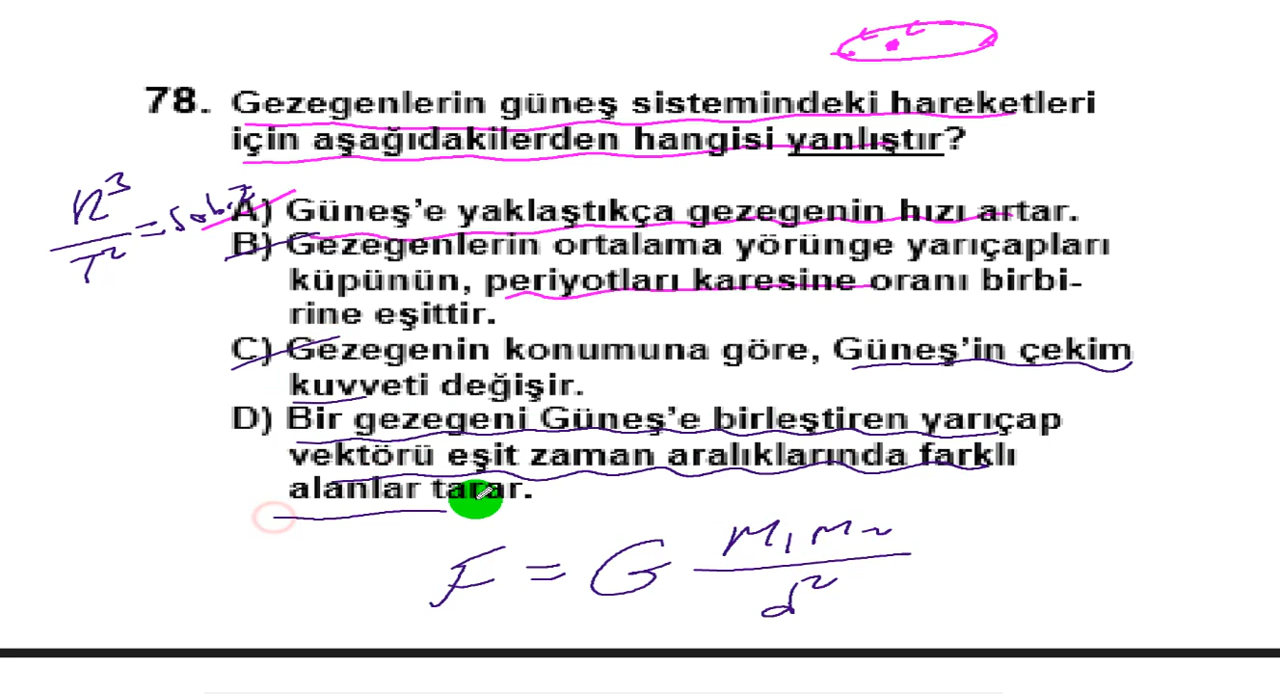 78. Gezegenlerin güneş sistemindeki hareketleri
için aşağıdakilerden hangisi yanlıştır?
R³
— = Sabit
T²
A) Güneş'e yaklaştıkça gezegenin hızı artar.
B) Gezegenlerin ortalama yörünge yarıçapları
küpünün, periyotları karesine oranı birbi-
rine eşittir.
C) Gezegenin konumuna göre, Güneş'in çekim
kuvveti değişir.
D) Bir gezegeni Güneş'e birleştiren yarıçap
vektörü eşit zaman aralıklarında farklı
alanlar tarar.
M₁ M₂
F = G —
d²